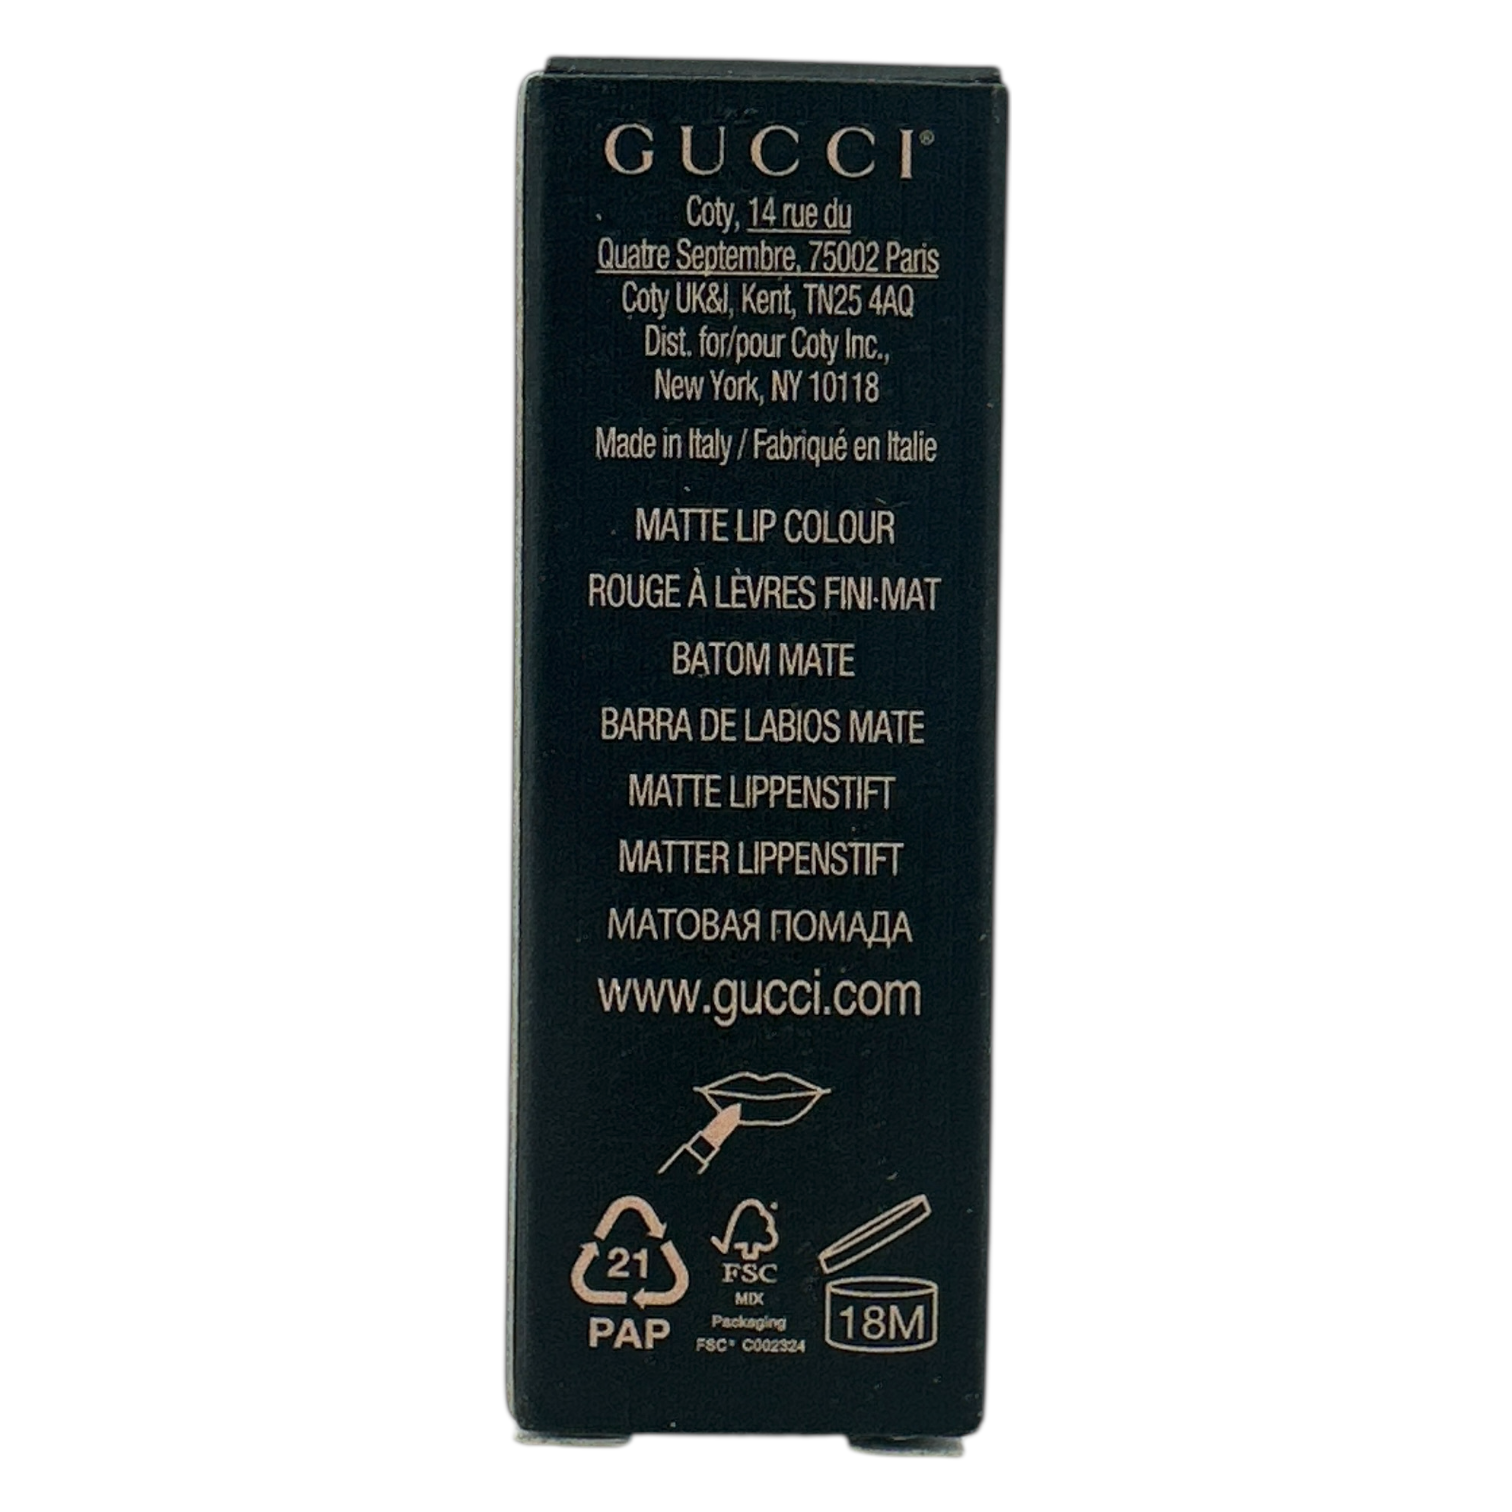 GUCCI®
Coty, 14 rue du
Quatre Septembre, 75002 Paris
Coty UK&I, Kent, TN25 4AQ
Dist. for/pour Coty Inc.,
New York, NY 10118
Made in Italy / Fabriqué en Italie
MATTE LIP COLOUR
ROUGE À LÈVRES FINI-MAT
BATOM MATE
BARRA DE LABIOS MATE
MATTE LIPPENSTIFT
MATTER LIPPENSTIFT
МАТОВАЯ ПОМАДА
www.gucci.com
21
PAP
FSC
MIX
Packaging
FSC® C002324
18M